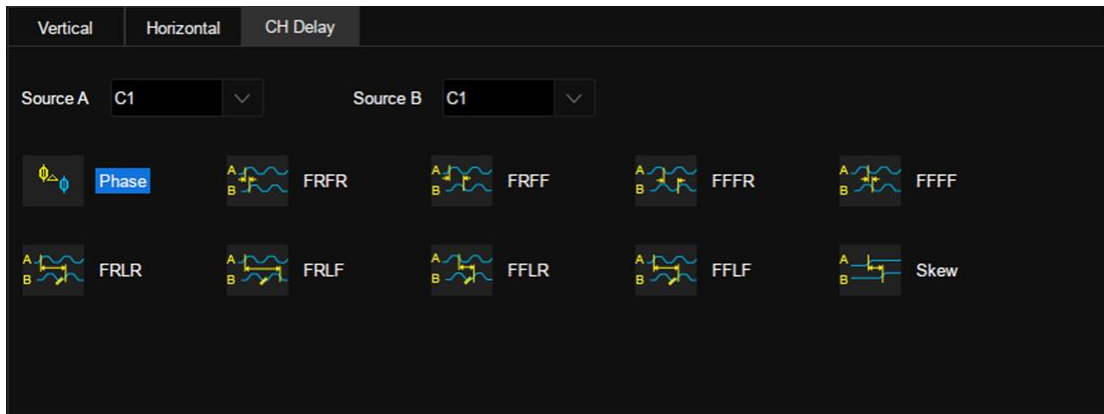 Vertical Horizontal CH Delay
Source A C1 Source B C1
Φ Φ Phase A B FRFR A B FRFF A B FFFR A B FFFF
A B FRLR A B FRLF A B FFLR A B FFLF A B Skew